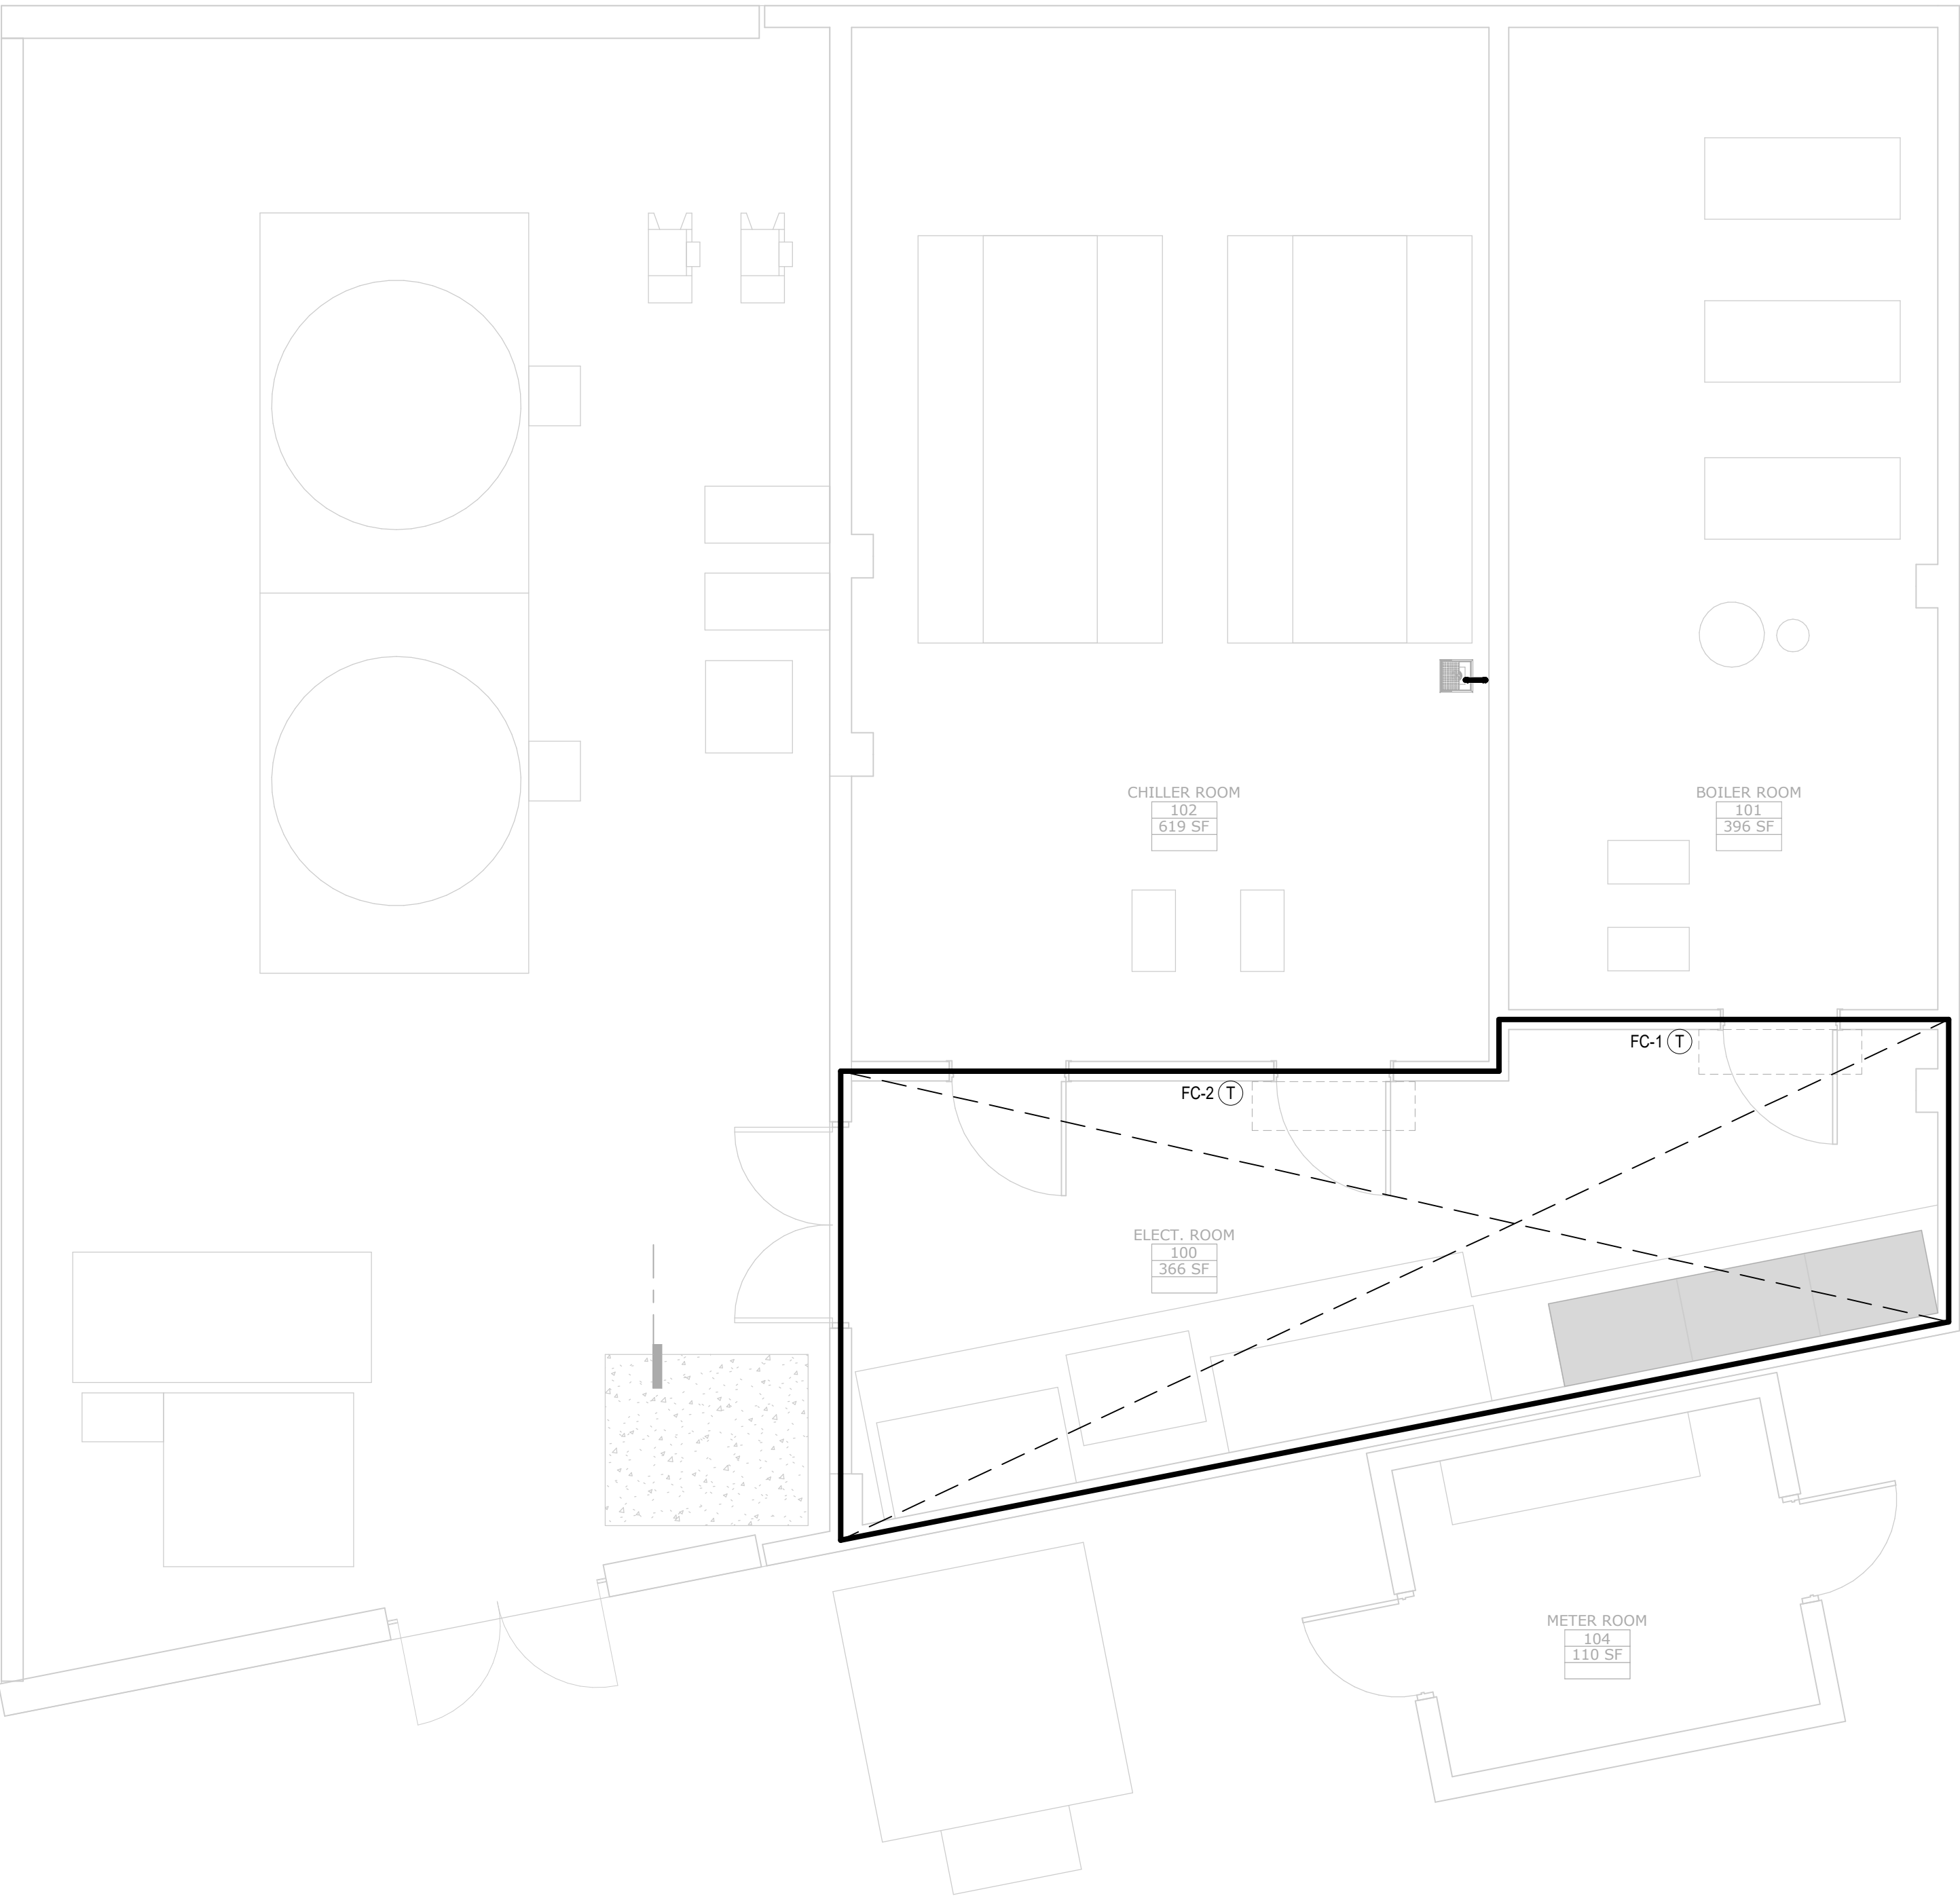 CHILLER ROOM
102
619 SF
BOILER ROOM
101
396 SF
FC-1 T
FC-2 T
ELECT. ROOM
100
366 SF
METER ROOM
104
110 SF